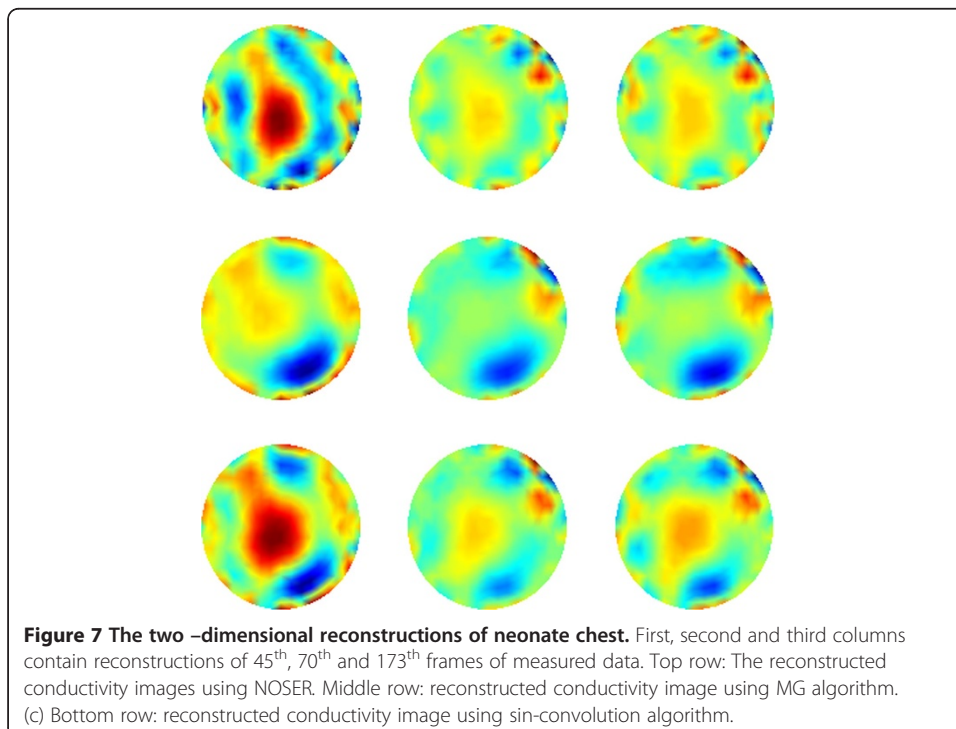 Figure 7 The two –dimensional reconstructions of neonate chest. First, second and third columns
contain reconstructions of 45th, 70th and 173th frames of measured data. Top row: The reconstructed
conductivity images using NOSER. Middle row: reconstructed conductivity image using MG algorithm.
(c) Bottom row: reconstructed conductivity image using sin-convolution algorithm.